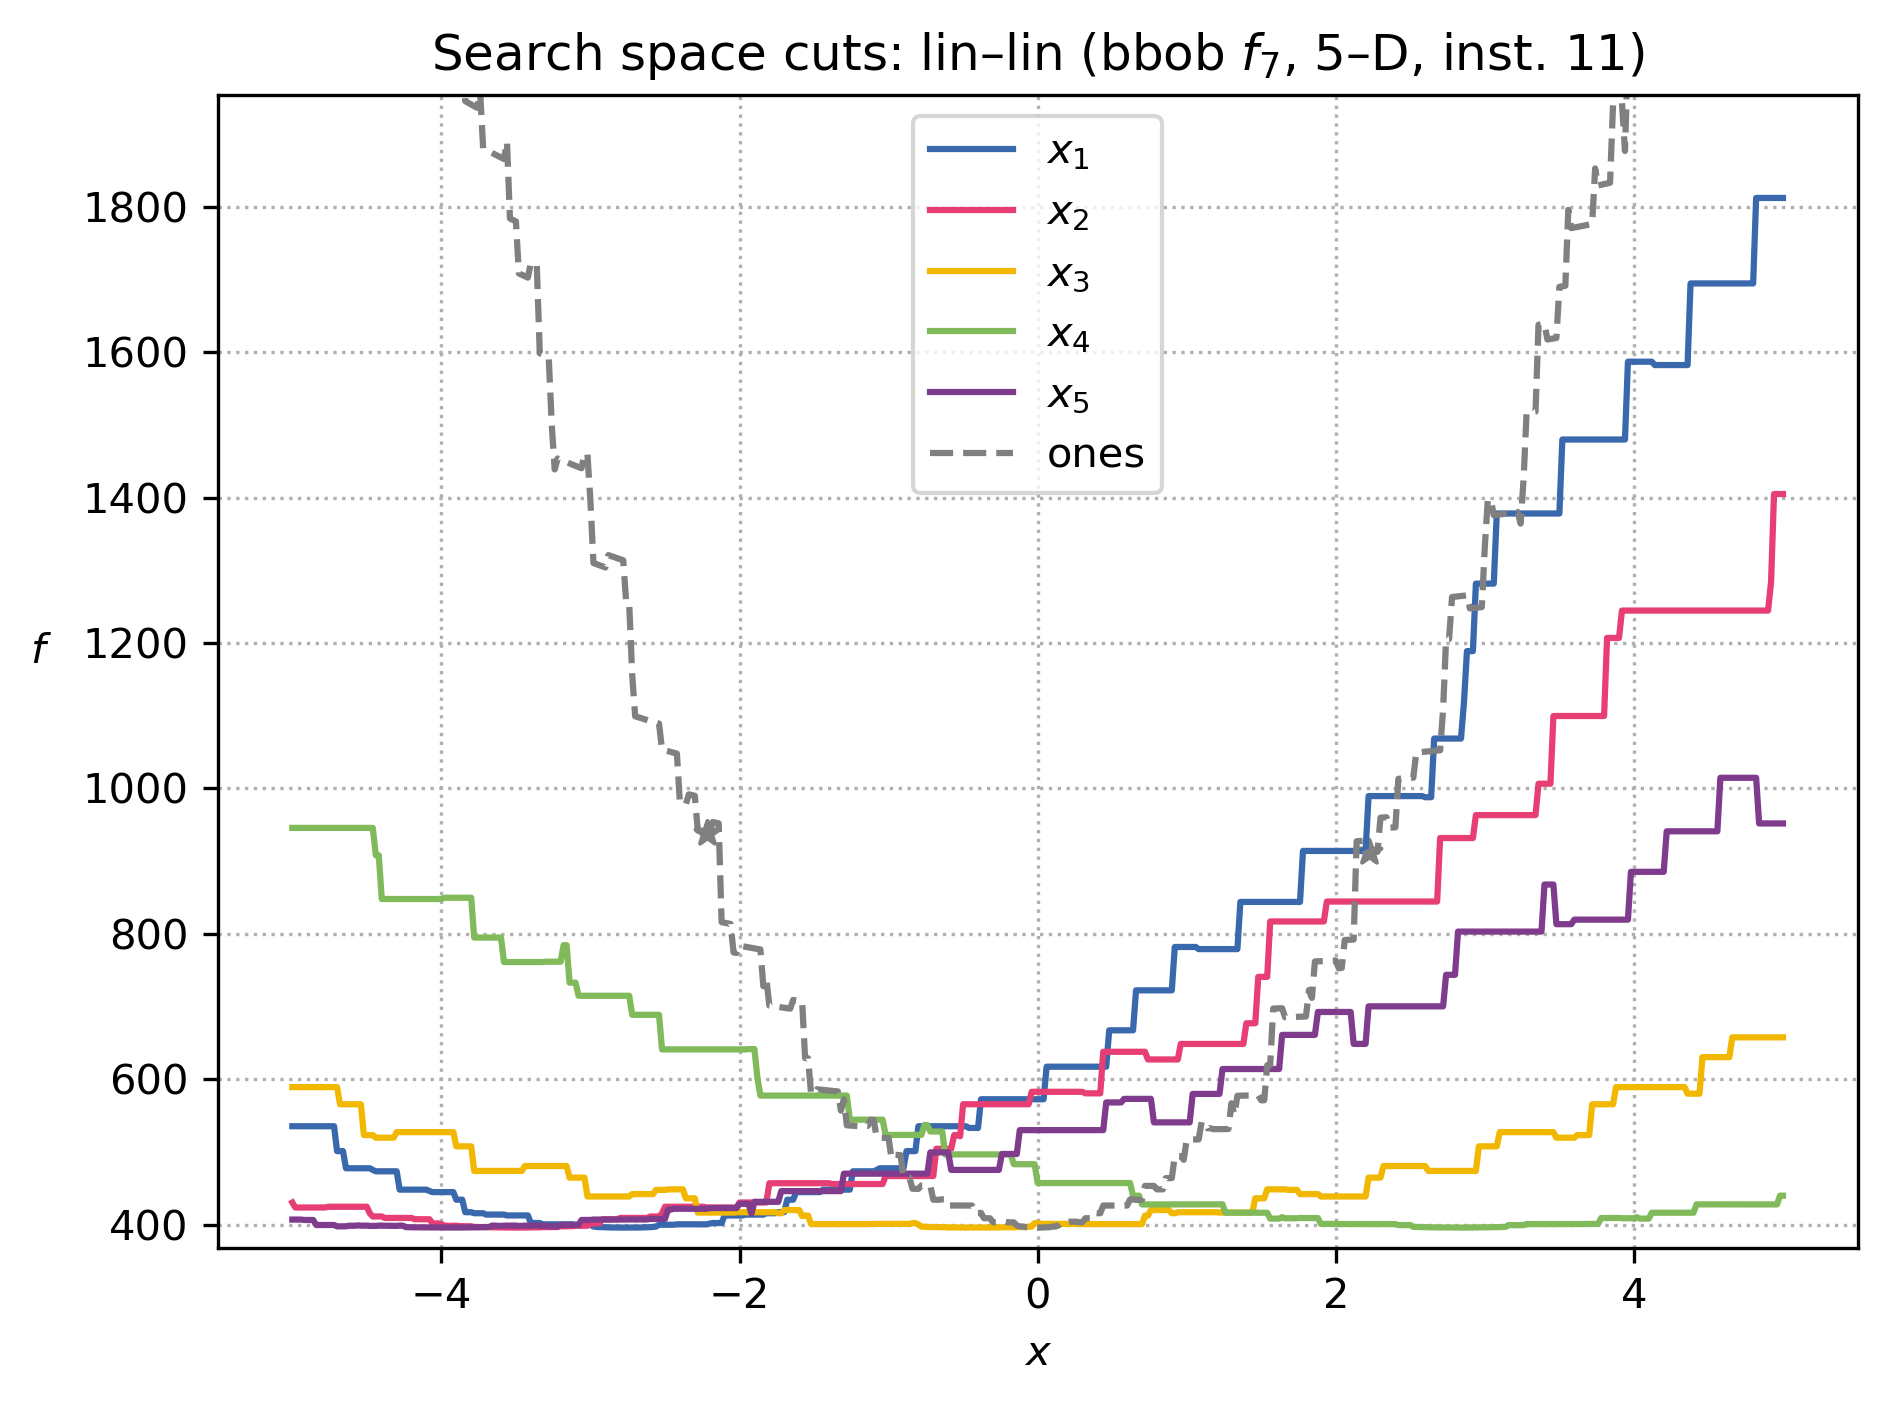 Search space cuts: lin–lin (bbob f₇, 5–D, inst. 11)
x₁
x₂
x₃
x₄
x₅
ones
1800
1600
1400
1200
1000
800
600
400
f
−4
−2
0
2
4
x